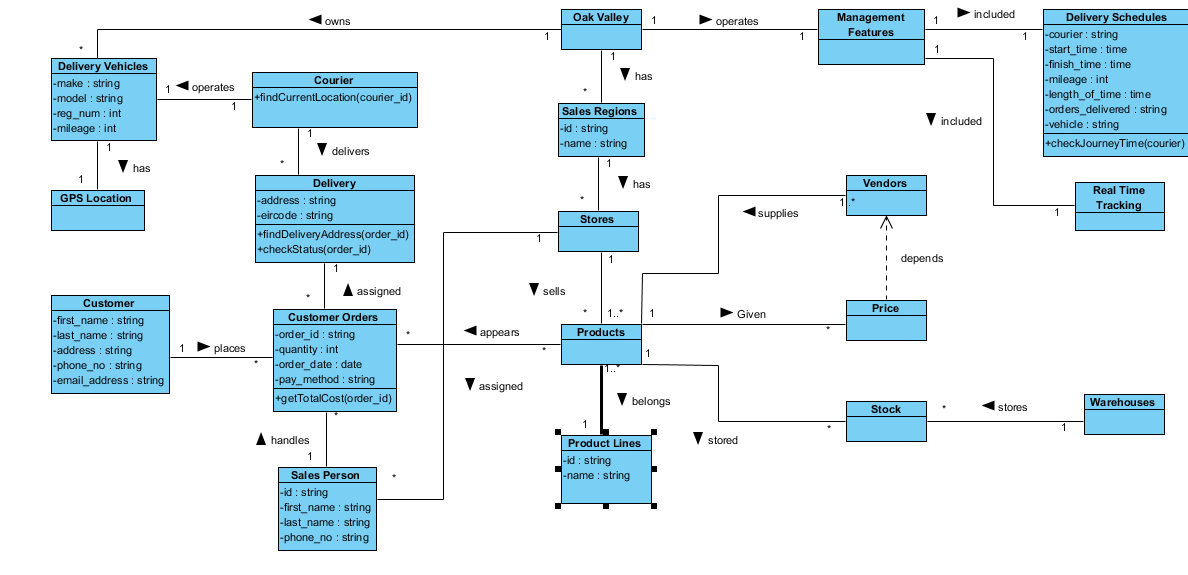 Oak Valley
Management
Features
Delivery Schedules
-courier : string
-start_time : time
-finish_time : time
-mileage : int
-length_of_time : time
-orders_delivered : string
-vehicle : string
+checkJourneyTime(courier)
owns
1
*
1
operates
1
1
included
1
1
included
1
Delivery Vehicles
-make : string
-model : string
-reg_num : int
-mileage : int
1
operates
1
Courier
+findCurrentLocation(courier_id)
1
has
*
Sales Regions
-id : string
-name : string
1
has
1
GPS Location
1
delivers
*
Delivery
-address : string
-eircode : string
+findDeliveryAddress(order_id)
+checkStatus(order_id)
1
has
*
Stores
1
1
Vendors
1..*
supplies
Real Time
Tracking
1
depends
1
assigned
*
sells
*
1..*
1
Given
*
Price
Customer
-first_name : string
-last_name : string
-address : string
-phone_no : string
-email_address : string
1
places
*
Customer Orders
-order_id : string
-quantity : int
-order_date : date
-pay_method : string
+getTotalCost(order_id)
*
appears
*
Products
1
1..*
assigned
belongs
1
stored
*
Stock
*
stores
1
Warehouses
*
handles
1
Sales Person
-id : string
-first_name : string
-last_name : string
-phone_no : string
*
Product Lines
-id : string
-name : string